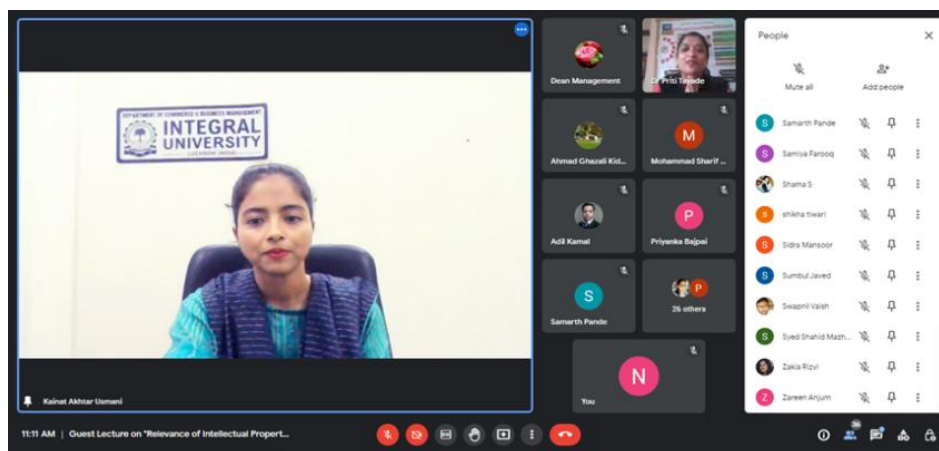 DEPARTMENT OF COMMERCE & BUSINESS MANAGEMENT
INTEGRAL
UNIVERSITY
LUCKNOW, INDIA
Kainat Akhtar Usmani
Dean Management
Dr Priti Tayade
Ahmad Ghazali Kid...
Mohammad Sharif ...
M
Adil Kamal
Priyanka Bajpai
P
Samarth Pande
S
P
26 others
N
You
People
Mute all
Add people
S Samarth Pande
S Samiya Farooq
Shama S
s shikha tiwari
S Sidra Mansoor
S Sumbul Javed
Swapnil Vaish
S Syed Shahid Mazh...
Zakia Rizvi
Z Zareen Anjum
11:11 AM | Guest Lecture on "Relevance of Intellectual Propert...
36